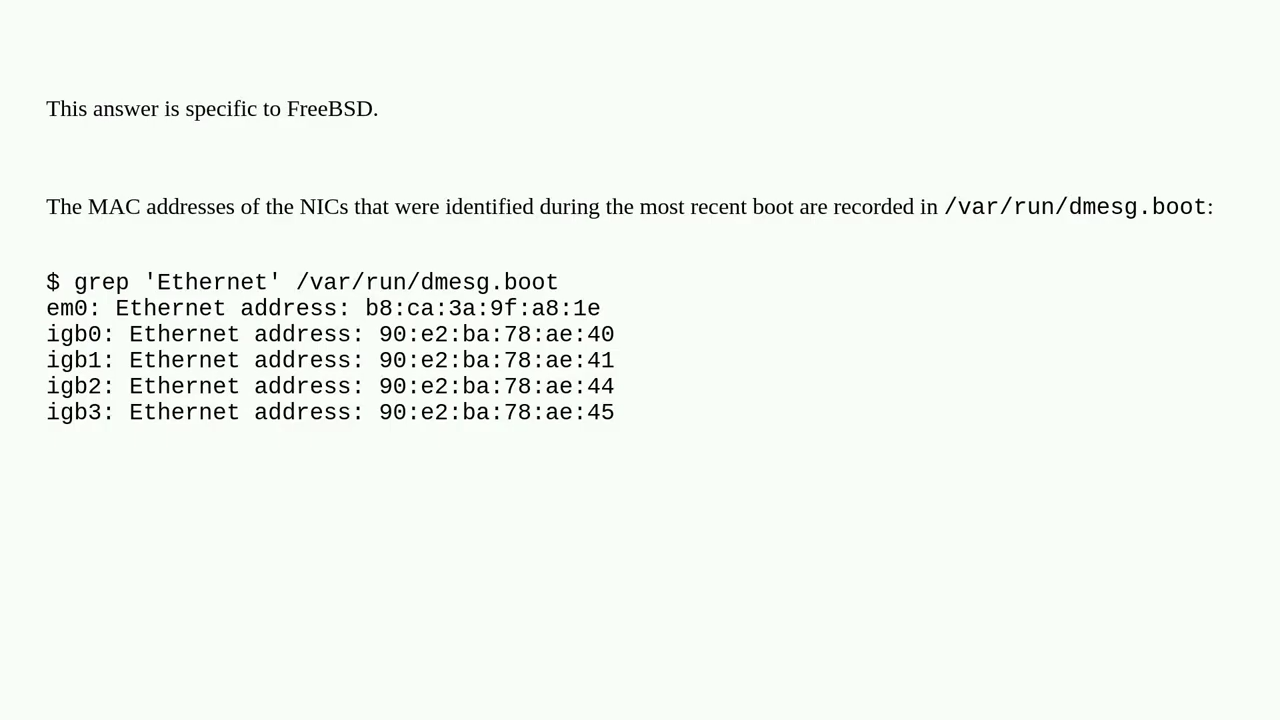 This answer is specific to FreeBSD.
The MAC addresses of the NICs that were identified during the most recent boot are recorded in /var/run/dmesg.boot:
$ grep 'Ethernet' /var/run/dmesg.boot
em0: Ethernet address: b8:ca:3a:9f:a8:1e
igb0: Ethernet address: 90:e2:ba:78:ae:40
igb1: Ethernet address: 90:e2:ba:78:ae:41
igb2: Ethernet address: 90:e2:ba:78:ae:44
igb3: Ethernet address: 90:e2:ba:78:ae:45